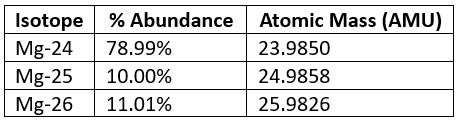 Isotope % Abundance Atomic Mass (AMU)
Mg-24 78.99% 23.9850
Mg-25 10.00% 24.9858
Mg-26 11.01% 25.9826